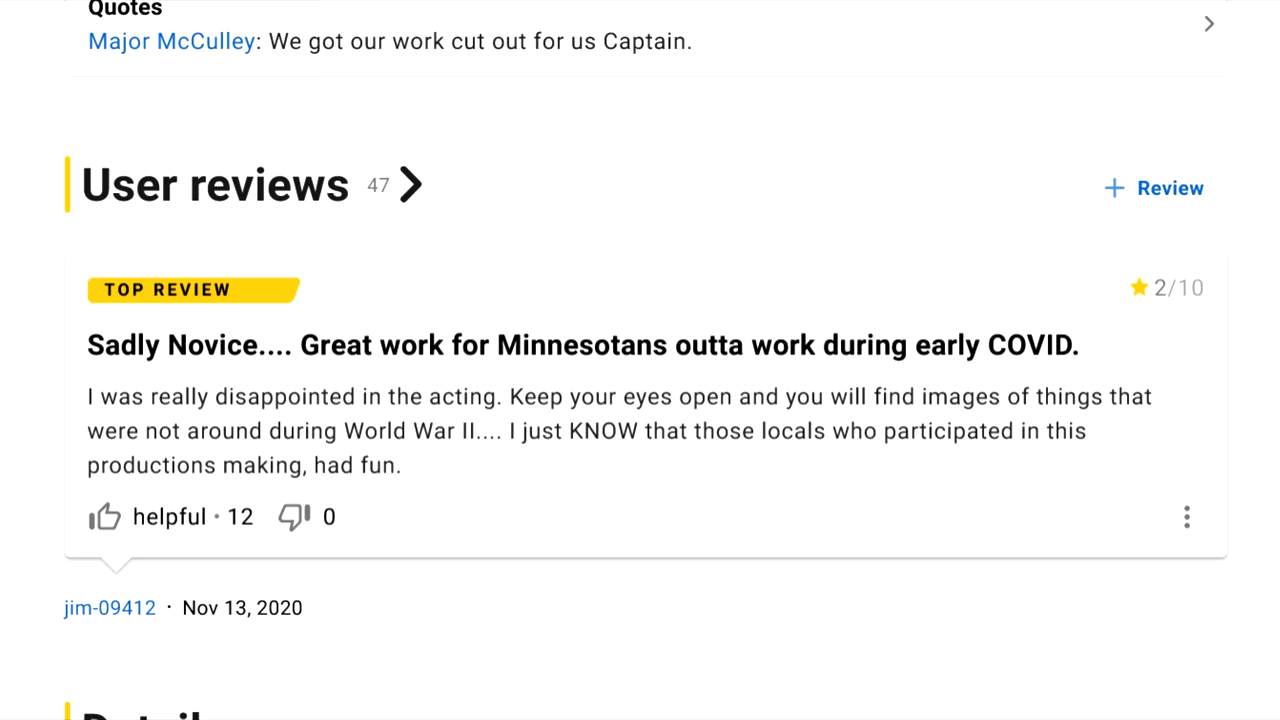 Quotes
Major McCulley: We got our work cut out for us Captain.
User reviews 47
+ Review
TOP REVIEW
2/10
Sadly Novice.... Great work for Minnesotans outta work during early COVID.
I was really disappointed in the acting. Keep your eyes open and you will find images of things that
were not around during World War II.... I just KNOW that those locals who participated in this
productions making, had fun.
helpful • 12 0
jim-09412 · Nov 13, 2020